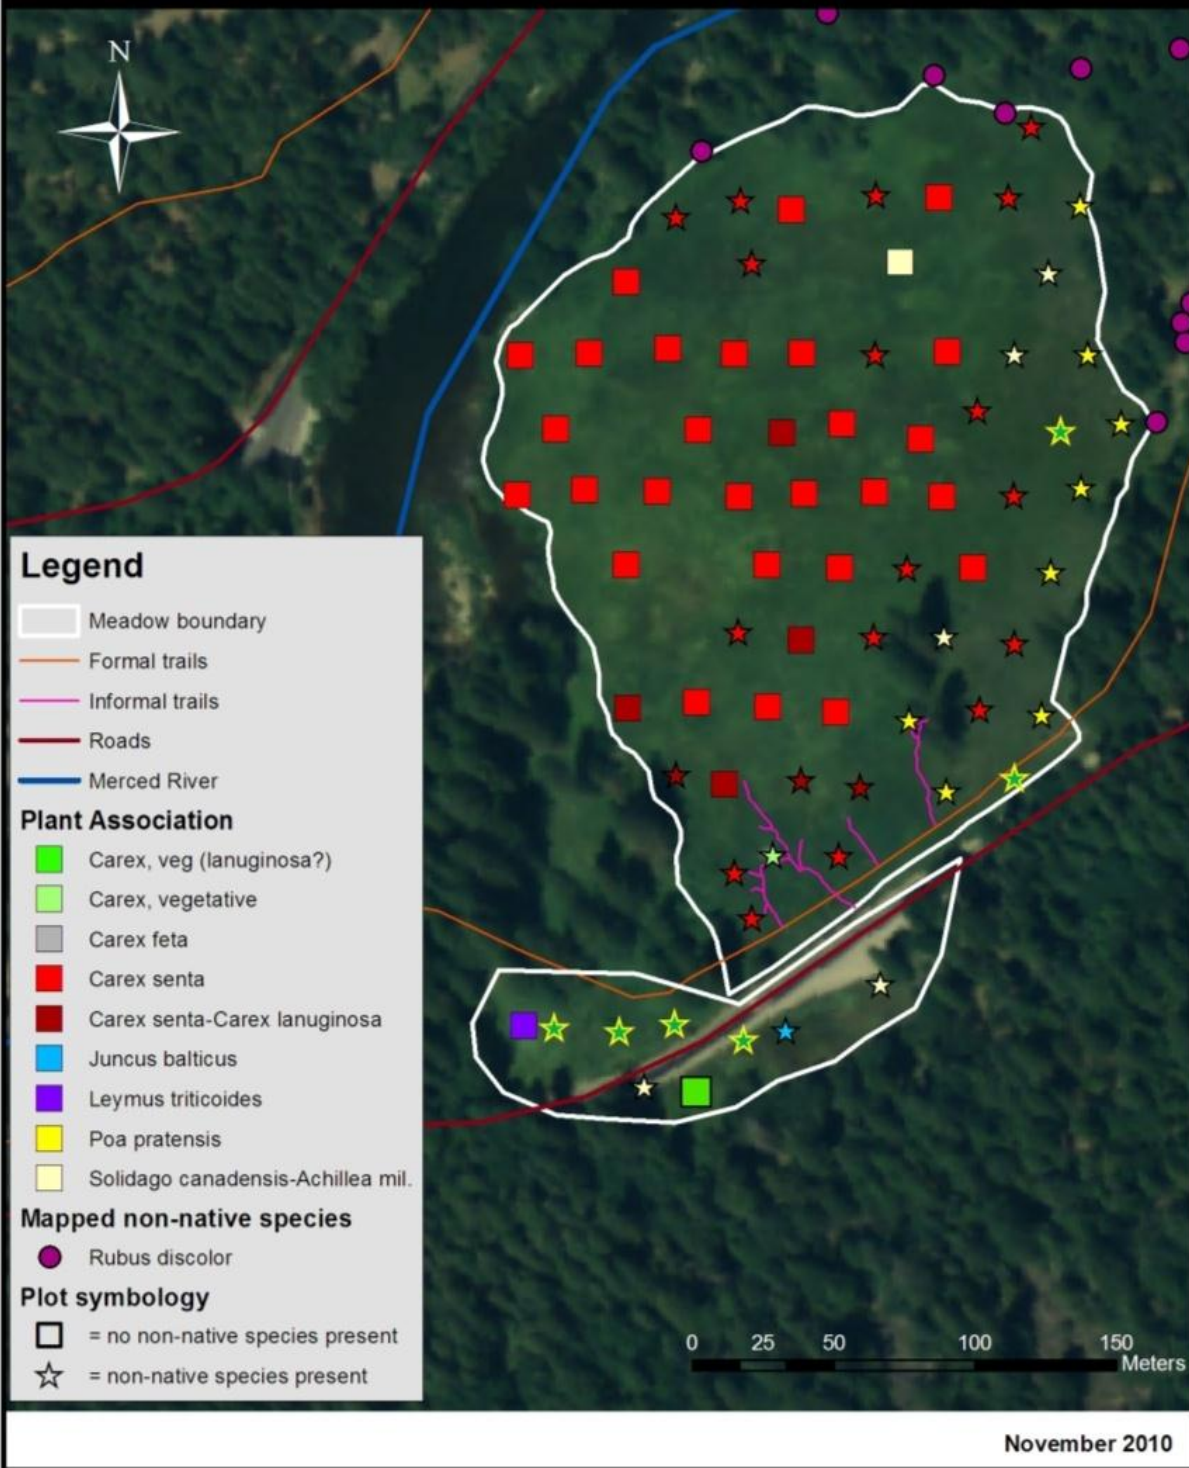 N
Legend
Meadow boundary
Formal trails
Informal trails
Roads
Merced River
Plant Association
Carex, veg (lanuginosa?)
Carex, vegetative
Carex feta
Carex senta
Carex senta-Carex lanuginosa
Juncus balticus
Leymus triticoides
Poa pratensis
Solidago canadensis-Achillea mil.
Mapped non-native species
Rubus discolor
Plot symbology
= no non-native species present
= non-native species present
0 25 50 100 150
Meters
November 2010